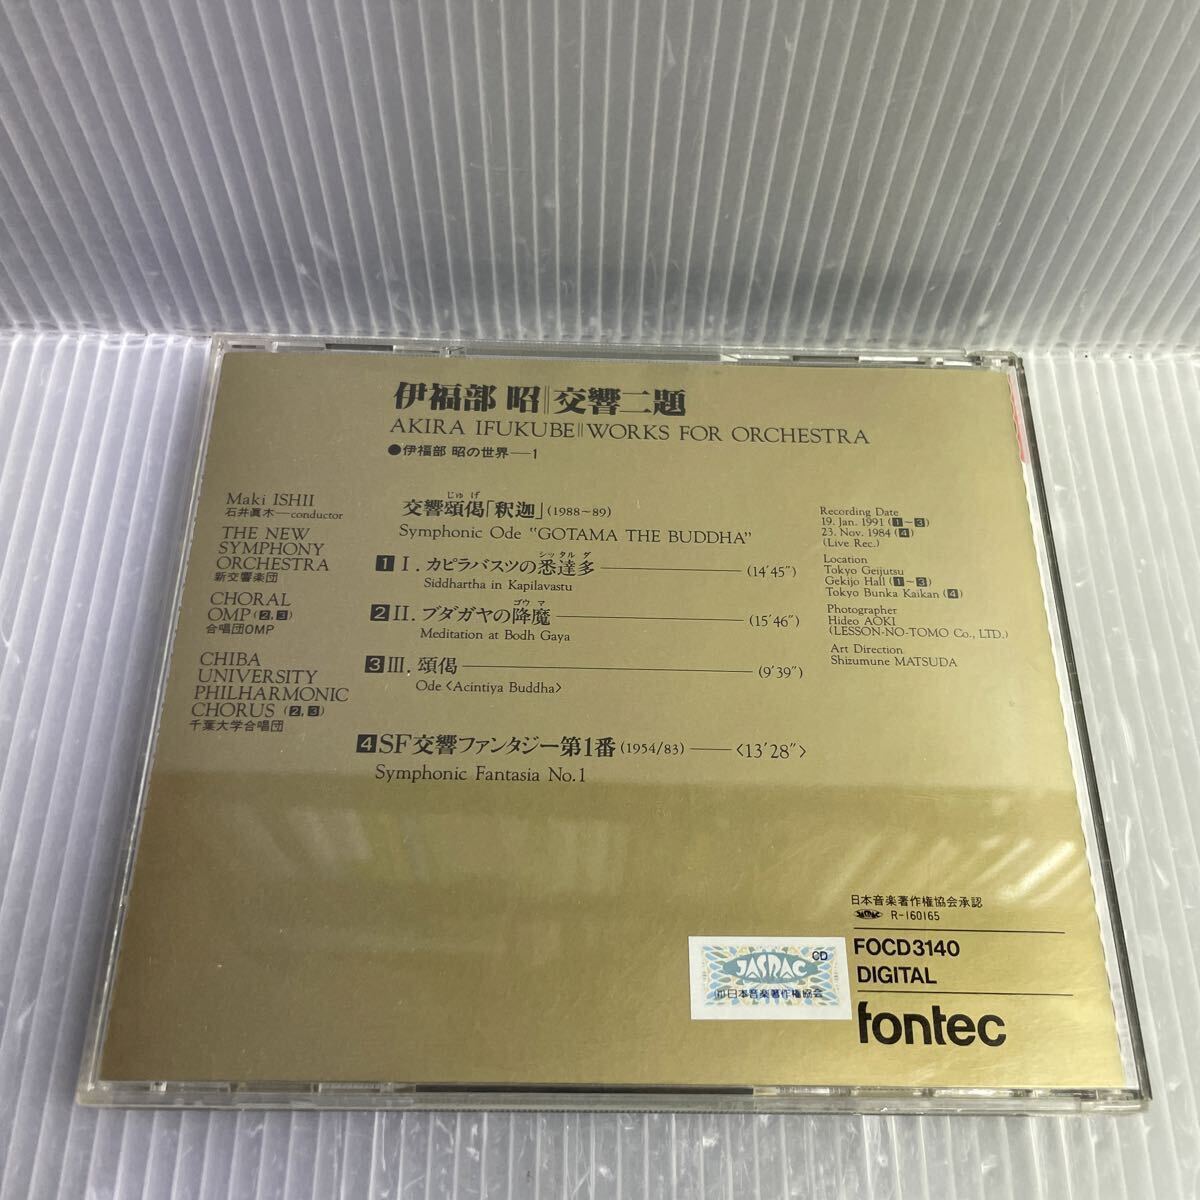 伊福部 昭‖交響二題
AKIRA IFUKUBE‖WORKS FOR ORCHESTRA
●伊福部 昭の世界—1
Maki ISHII
石井眞木—conductor
THE NEW
SYMPHONY
ORCHESTRA
新交響楽団
CHORAL
OMP (2, 3)
合唱団OMP
CHIBA
UNIVERSITY
PHILHARMONIC
CHORUS (2, 3)
千葉大学合唱団
じゅ げ
交響頌偈「釈迦」(1988~89)
Symphonic Ode “GOTAMA THE BUDDHA”
シッタル ダ
1 I. カピラバスツの悉達多 (14'45")
Siddhartha in Kapilavastu
ゴウ マ
2 II. ブダガヤの降魔 (15'46")
Meditation at Bodh Gaya
3 III. 頌偈 (9'39")
Ode〈Acintiya Buddha〉
4 SF交響ファンタジー第1番 (1954/83) 〈13'28"〉
Symphonic Fantasia No.1
Recording Date
19. Jan. 1991 (1~3)
23. Nov. 1984 (4)
(Live Rec.)
Location
Tokyo Geijutsu
Gekijo Hall (1~3)
Tokyo Bunka Kaikan (4)
Photographer
Hideo AOKI
(LESSON-NO-TOMO Co., LTD.)
Art Direction
Shizumune MATSUDA
日本音楽著作権協会承認
JASRAC R-160165
FOCD3140
DIGITAL
fontec
CD
JASRAC
(社)日本音楽著作権協会